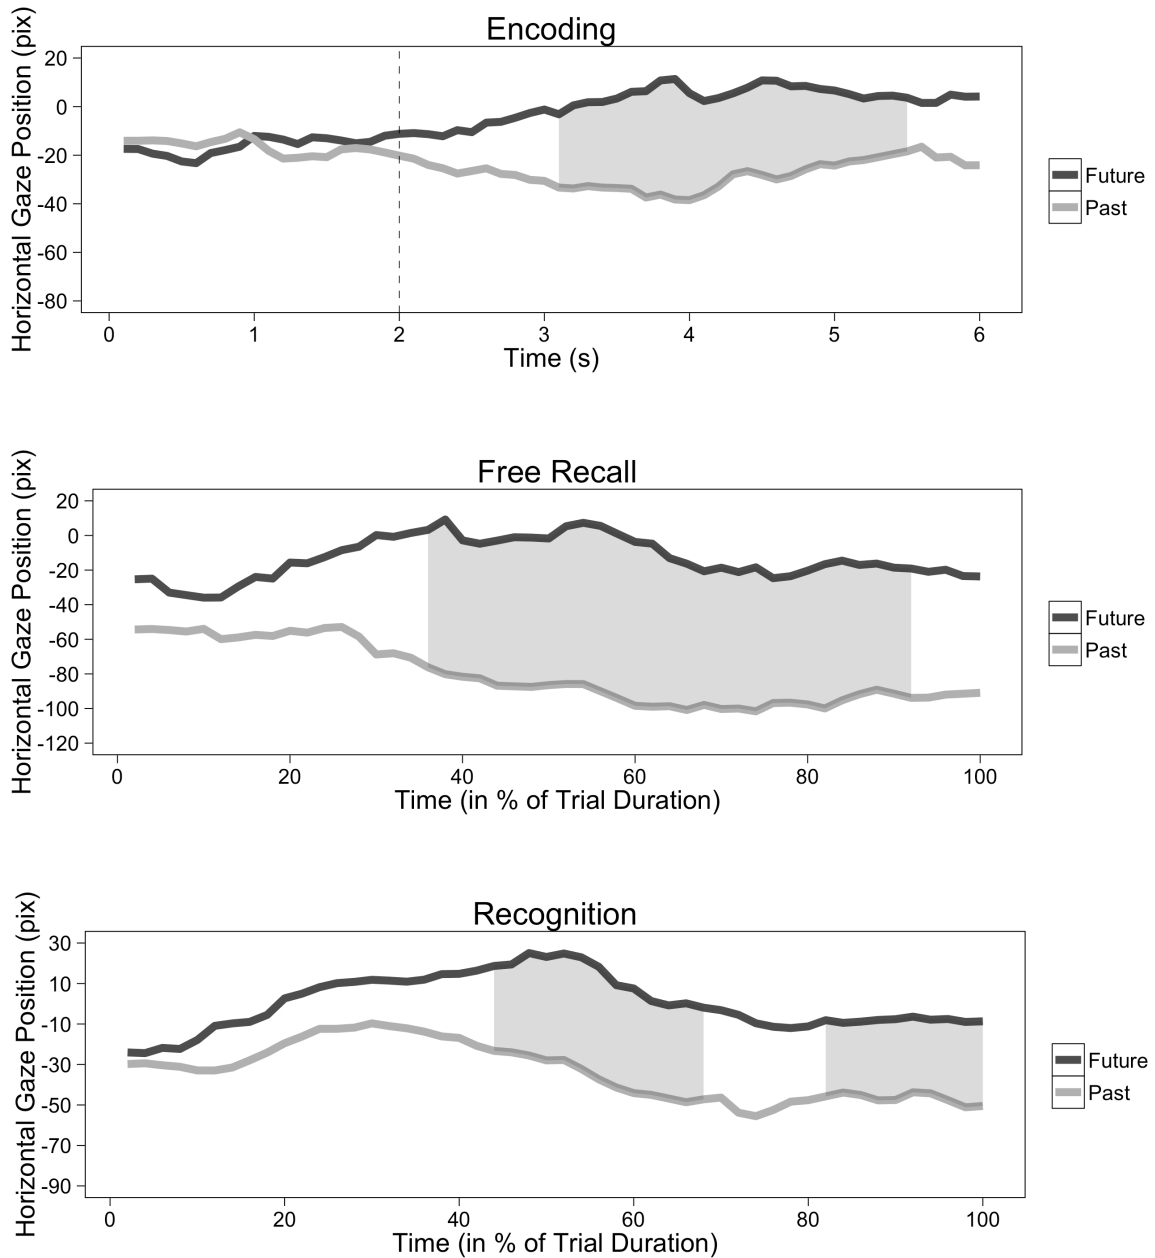 Encoding
Horizontal Gaze Position (pix)
20
0
-20
-40
-60
-80
0 1 2 3 4 5 6
Time (s)
Future
Past
Free Recall
Horizontal Gaze Position (pix)
20
0
-20
-40
-60
-80
-100
-120
0 20 40 60 80 100
Time (in % of Trial Duration)
Future
Past
Recognition
Horizontal Gaze Position (pix)
30
10
-10
-30
-50
-70
-90
0 20 40 60 80 100
Time (in % of Trial Duration)
Future
Past